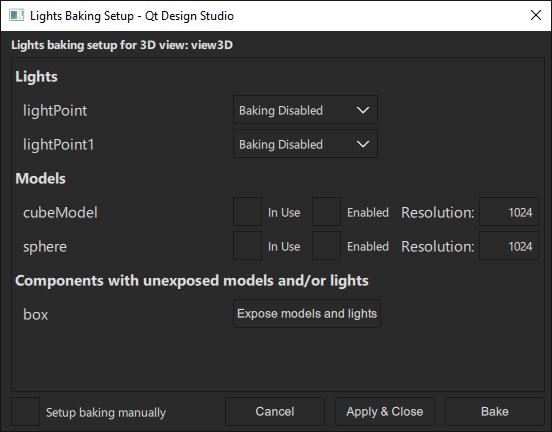 Lights Baking Setup - Qt Design Studio
Lights baking setup for 3D view: view3D
Lights
lightPoint Baking Disabled
lightPoint1 Baking Disabled
Models
cubeModel In Use Enabled Resolution: 1024
sphere In Use Enabled Resolution: 1024
Components with unexposed models and/or lights
box Expose models and lights
Setup baking manually Cancel Apply & Close Bake